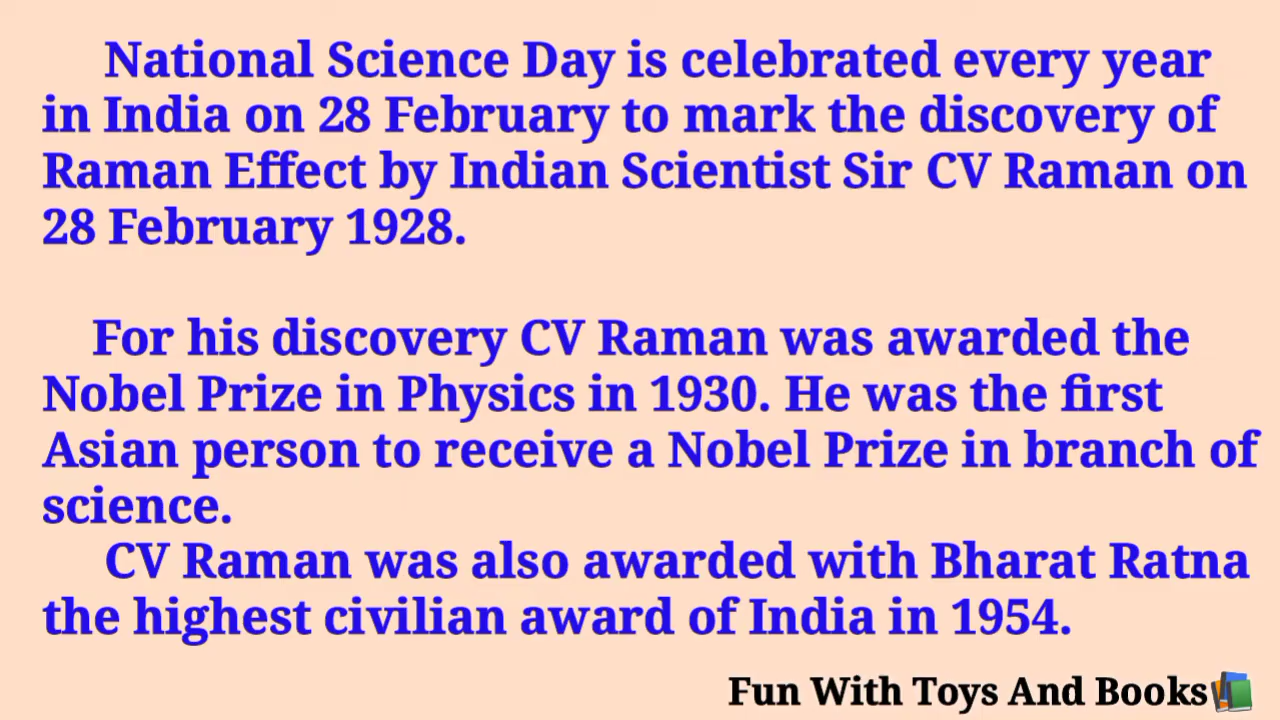 National Science Day is celebrated every year
in India on 28 February to mark the discovery of
Raman Effect by Indian Scientist Sir CV Raman on
28 February 1928.
For his discovery CV Raman was awarded the
Nobel Prize in Physics in 1930. He was the first
Asian person to receive a Nobel Prize in branch of
science.
CV Raman was also awarded with Bharat Ratna
the highest civilian award of India in 1954.
Fun With Toys And Books